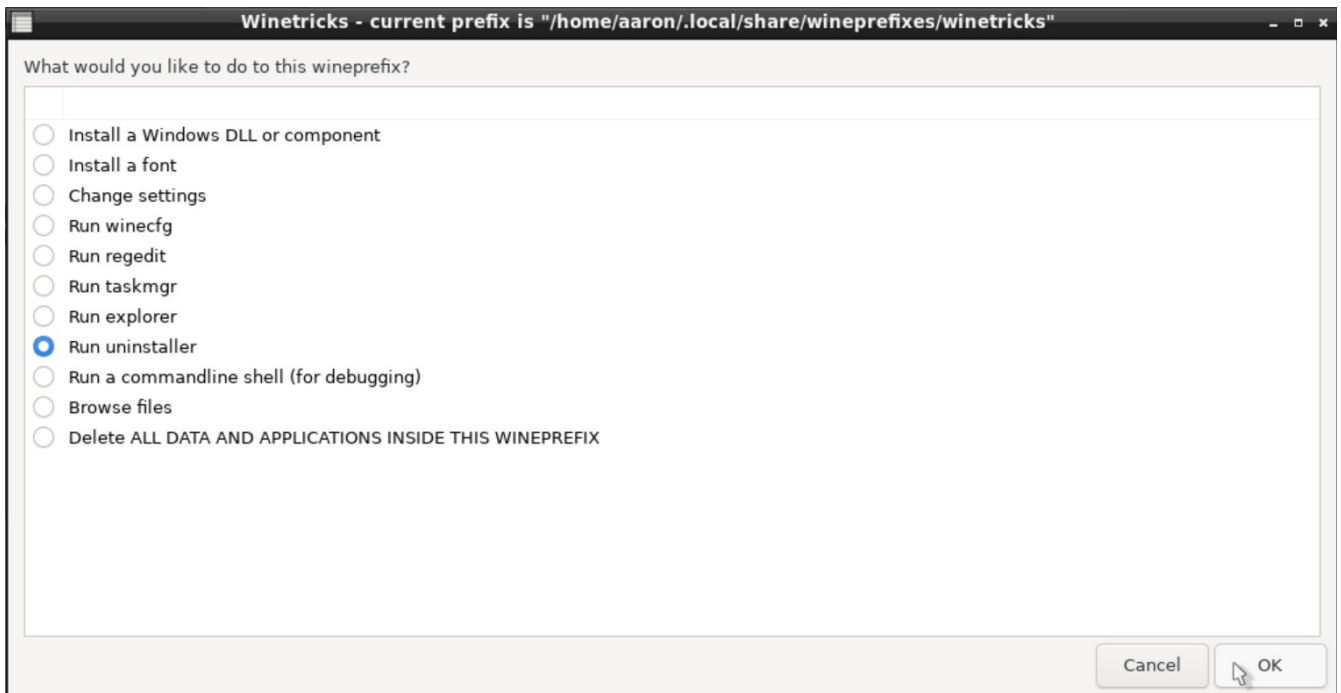 Winetricks - current prefix is "/home/aaron/.local/share/wineprefixes/winetricks"
What would you like to do to this wineprefix?
Install a Windows DLL or component
Install a font
Change settings
Run winecfg
Run regedit
Run taskmgr
Run explorer
Run uninstaller
Run a commandline shell (for debugging)
Browse files
Delete ALL DATA AND APPLICATIONS INSIDE THIS WINEPREFIX
Cancel OK